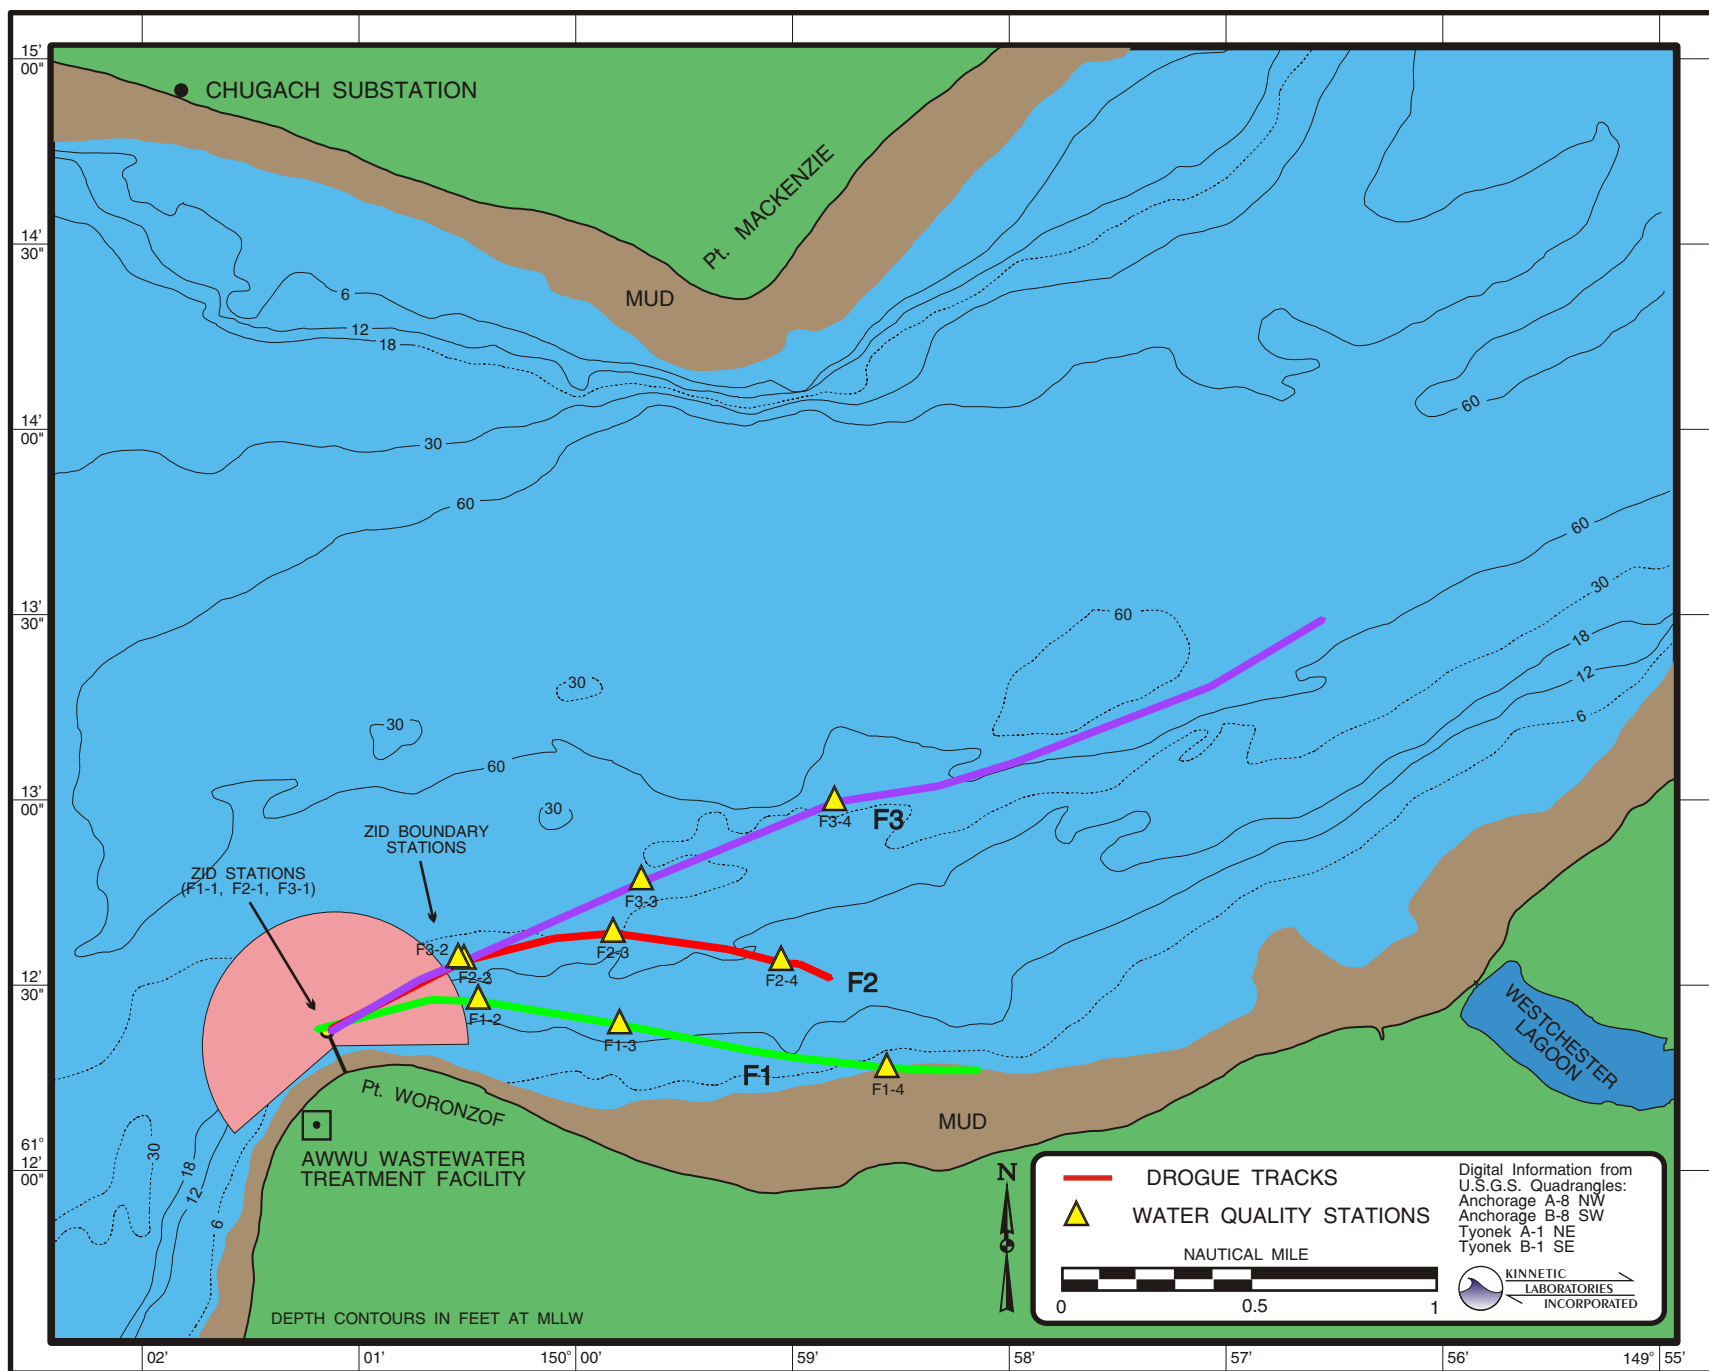 15'
00"
CHUGACH SUBSTATION
Pt. MACKENZIE
14'
30"
MUD
6
12
18
14'
00"
60
30
60
60
13'
30"
60
30
18
12
6
30
30
60
30
13'
00"
F3-4
F3
ZID BOUNDARY
STATIONS
ZID STATIONS
(F1-1, F2-1, F3-1)
F3-3
F3-2
F2-2
F2-3
F2-4
F2
12'
30"
F1-2
F1-3
F1
F1-4
WESTCHESTER
LAGOON
Pt. WORONZOF
MUD
30
18
12
6
61°
12'
00"
AWWU WASTEWATER
TREATMENT FACILITY
DEPTH CONTOURS IN FEET AT MLLW
N
DROGUE TRACKS
WATER QUALITY STATIONS
NAUTICAL MILE
0
0.5
1
Digital Information from
U.S.G.S. Quadrangles:
Anchorage A-8 NW
Anchorage B-8 SW
Tyonek A-1 NE
Tyonek B-1 SE
KINNETIC
LABORATORIES
INCORPORATED
02'
01'
150° 00'
59'
58'
57'
56'
149° 55'